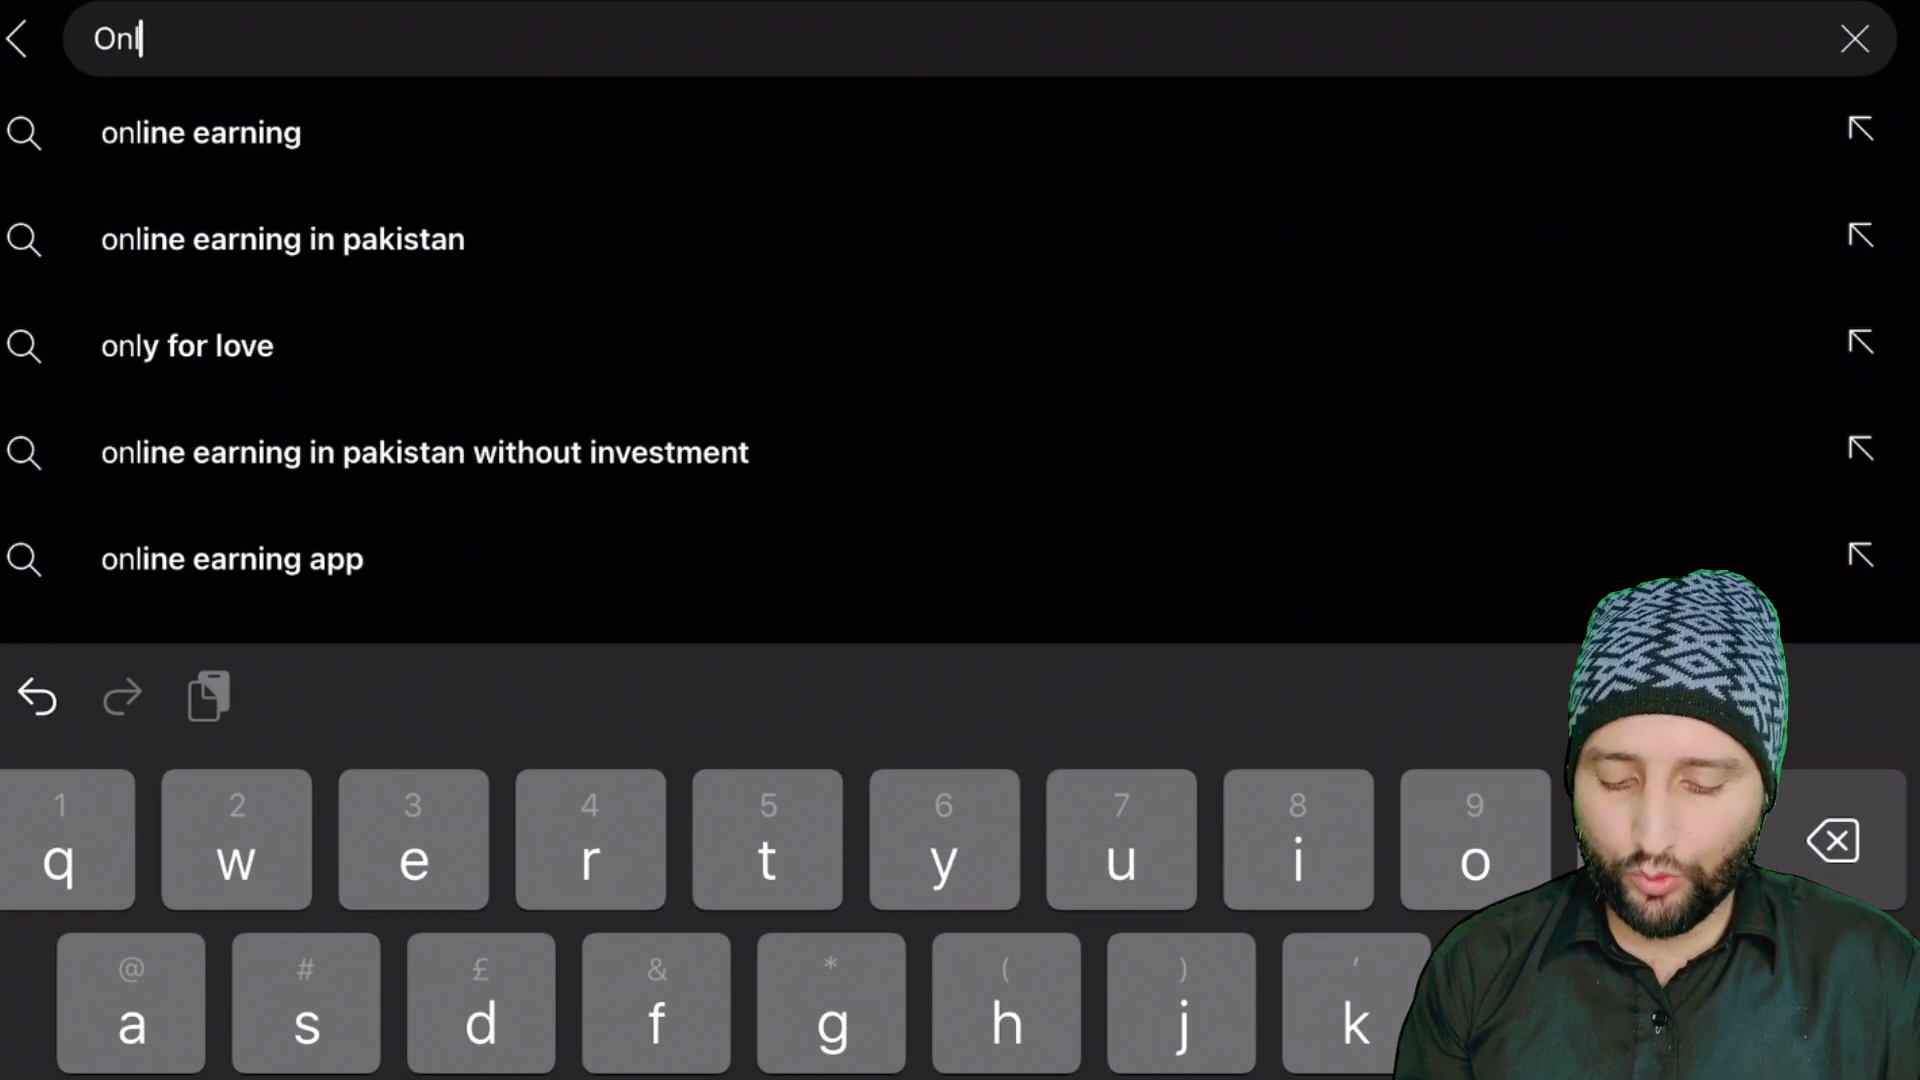 Onl
online earning
online earning in pakistan
only for love
online earning in pakistan without investment
online earning app
1 2 3 4 5 6 7 8 9
q w e r t y u i o
@ # £ & * ( ) '
a s d f g h j k